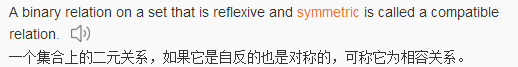 A binary relation on a set that is reflexive and symmetric is called a compatible
relation.
一个集合上的二元关系，如果它是自反的也是对称的，可称它为相容关系。